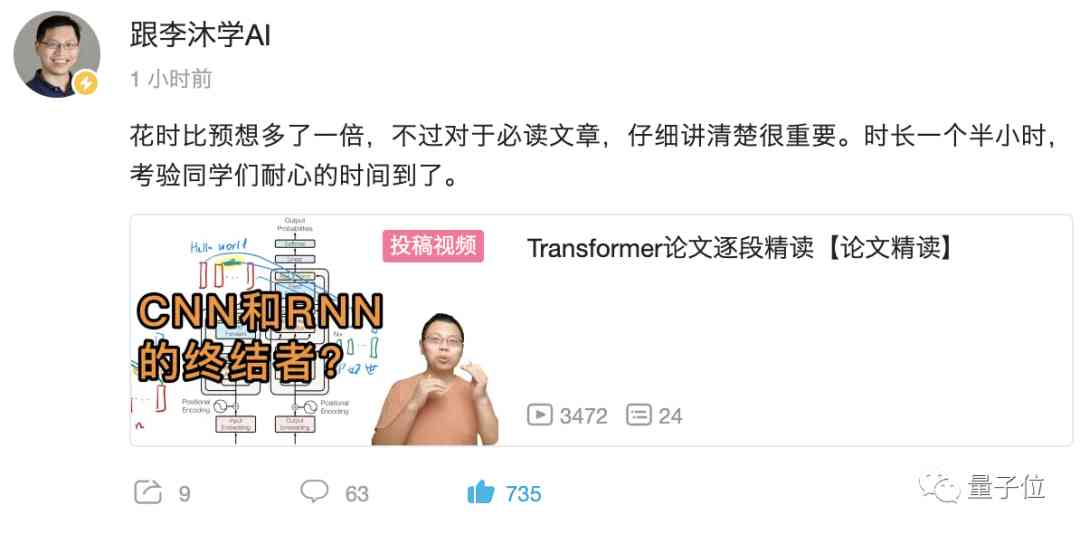 跟李沐学AI
1 小时前
花时比预想多了一倍，不过对于必读文章，仔细讲清楚很重要。时长一个半小时，
考验同学们耐心的时间到了。
Output
Probabilities
Softmax
Linear
Hello world
投稿视频
Transformer论文逐段精读【论文精读】
CNN和RNN
的终结者？
Positional
Encoding
Positional
Encoding
Input
Embedding
Output
Embedding
3472 24
9 63 735
量子位